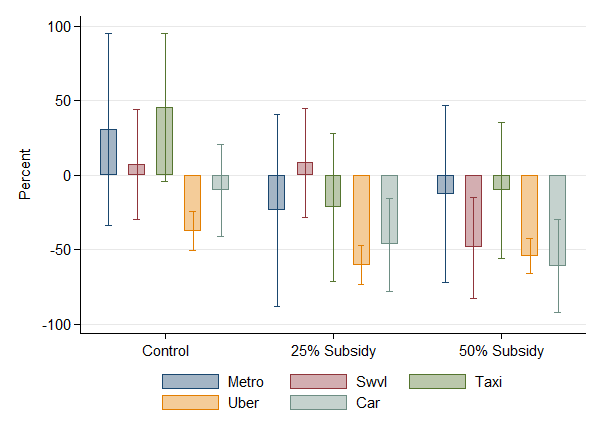 100
50
0
-50
-100
Percent
Control 25% Subsidy 50% Subsidy
Metro Swvl Taxi
Uber Car